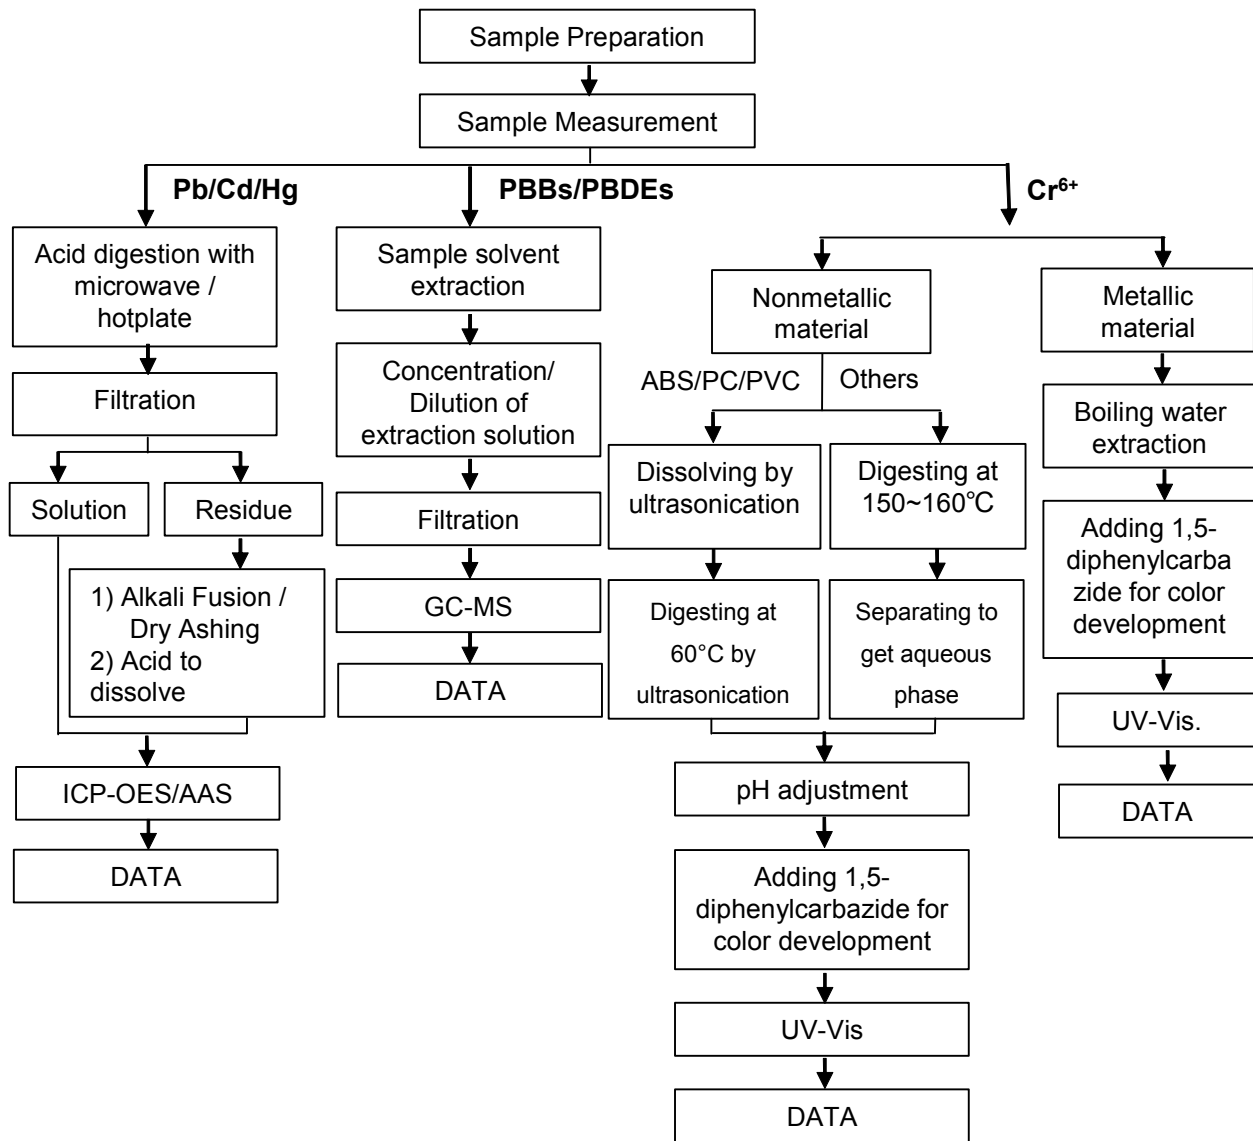 Sample Preparation
Sample Measurement
Pb/Cd/Hg
PBBs/PBDEs
Cr⁶⁺
Acid digestion with
microwave /
hotplate
Filtration
Solution
Residue
1) Alkali Fusion /
Dry Ashing
2) Acid to
dissolve
ICP-OES/AAS
DATA
Sample solvent
extraction
Concentration/
Dilution of
extraction solution
Filtration
GC-MS
DATA
Nonmetallic
material
ABS/PC/PVC
Others
Dissolving by
ultrasonication
Digesting at
60°C by
ultrasonication
Digesting at
150~160℃
Separating to
get aqueous
phase
pH adjustment
Adding 1,5-
diphenylcarbazide for
color development
UV-Vis
DATA
Metallic
material
Boiling water
extraction
Adding 1,5-
diphenylcarba
zide for color
development
UV-Vis.
DATA